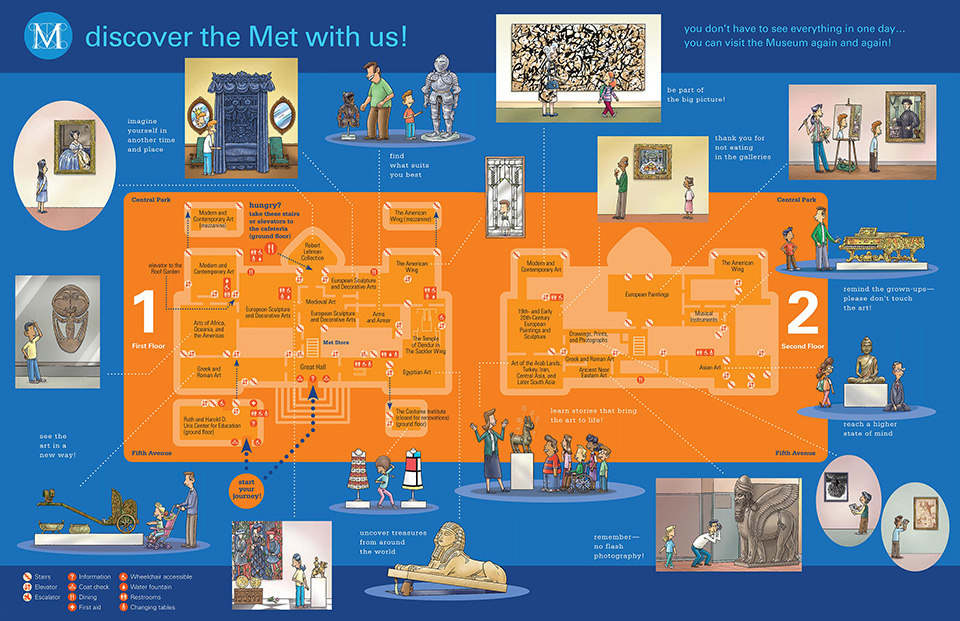 M
discover the Met with us!
you don't have to see everything in one day...
you can visit the Museum again and again!
imagine
yourself in
another time
and place
find
what suits
you best
be part of
the big picture!
thank you for
not eating
in the galleries
Central Park
Central Park
Modern and
Contemporary Art
(mezzanine)
hungry?
take these stairs
or elevators to
the cafeteria
(ground floor)
The American
Wing (mezzanine)
Robert
Lehman
Collection
elevator to the
Roof Garden
Modern and
Contemporary Art
European Sculpture
and Decorative Arts
The American
Wing
Medieval Art
European Sculpture
and Decorative Arts
European Sculpture
and Decorative Arts
Arms
and Armor
1
First Floor
Arts of Africa,
Oceania, and
the Americas
Met Store
The Temple
of Dendur in
The Sackler Wing
Greek and
Roman Art
Great Hall
Egyptian Art
Ruth and Harold D.
Uris Center for Education
(ground floor)
The Costume Institute
(closed for renovations)
(ground floor)
Fifth Avenue
start
your
journey!
Modern and
Contemporary Art
European Paintings
The American
Wing
19th- and Early
20th-Century
European
Paintings and
Sculpture
Musical
Instruments
Drawings, Prints,
and Photographs
2
Second Floor
Art of the Arab Lands,
Turkey, Iran,
Central Asia, and
Later South Asia
Greek and Roman Art
Ancient Near
Eastern Art
Asian Art
Fifth Avenue
remind the grown-ups—
please don't touch
the art!
reach a higher
state of mind
learn stories that bring
the art to life!
see the
art in a
new way!
uncover treasures
from around
the world
remember—
no flash
photography!
Stairs
Elevator
Escalator
Information
Coat check
Dining
First aid
Wheelchair accessible
Water fountain
Restrooms
Changing tables